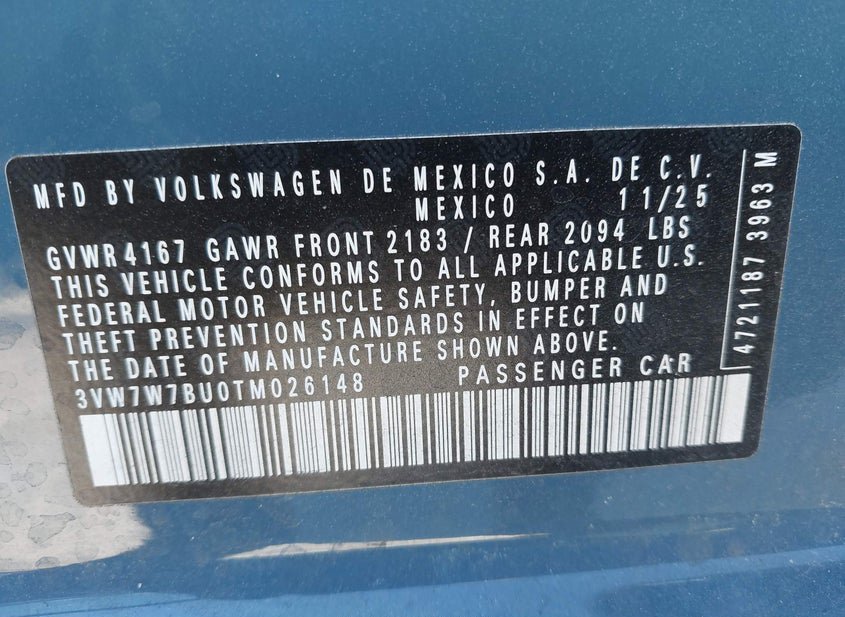 MFD BY VOLKSWAGEN DE MEXICO S.A. DE C.V.
MEXICO 11/25
GVWR 4167 GAWR FRONT 2183 / REAR 2094 LBS
THIS VEHICLE CONFORMS TO ALL APPLICABLE U.S.
FEDERAL MOTOR VEHICLE SAFETY, BUMPER AND
THEFT PREVENTION STANDARDS IN EFFECT ON
THE DATE OF MANUFACTURE SHOWN ABOVE.
3VW7W7BU0TM026148 PASSENGER CAR
4721187 3963 M